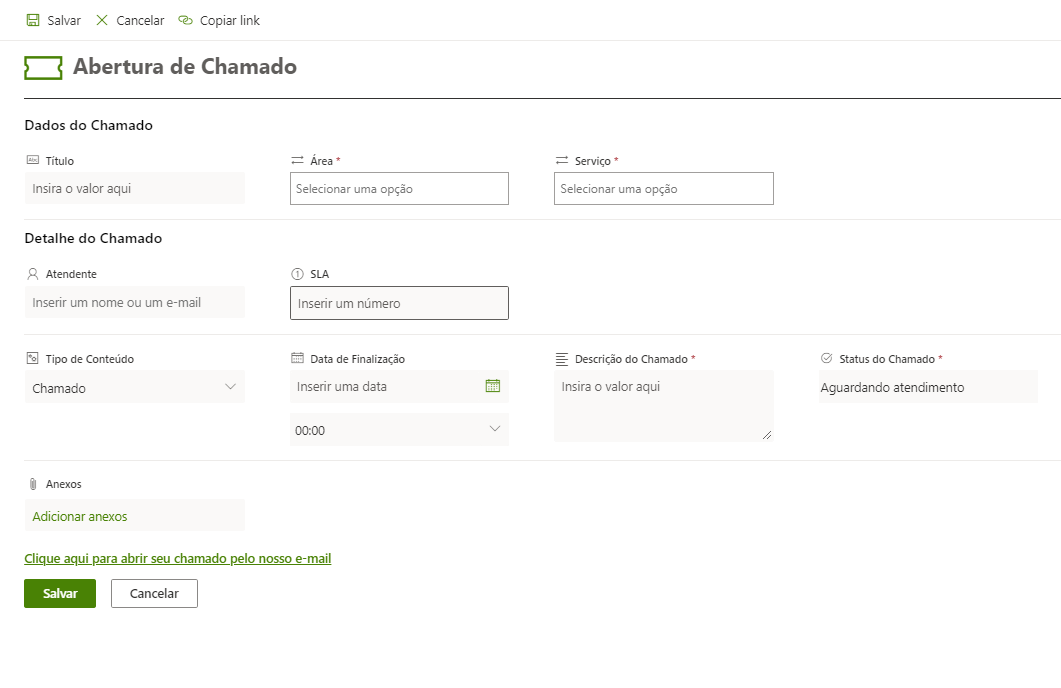 Salvar Cancelar Copiar link
Abertura de Chamado
Dados do Chamado
Abc Título Área * Serviço *
Insira o valor aqui Selecionar uma opção Selecionar uma opção
Detalhe do Chamado
Atendente 1 SLA
Inserir um nome ou um e-mail Inserir um número
Tipo de Conteúdo Data de Finalização Descrição do Chamado * Status do Chamado *
Chamado Inserir uma data Insira o valor aqui Aguardando atendimento
00:00
Anexos
Adicionar anexos
Clique aqui para abrir seu chamado pelo nosso e-mail
Salvar Cancelar